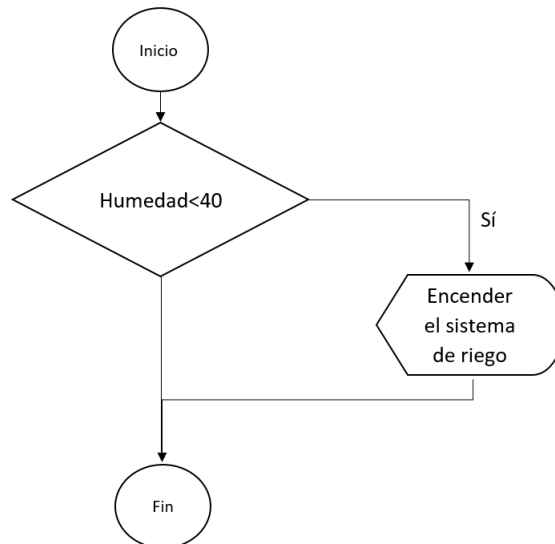 Inicio
Humedad<40
Sí
Encender
el sistema
de riego
Fin